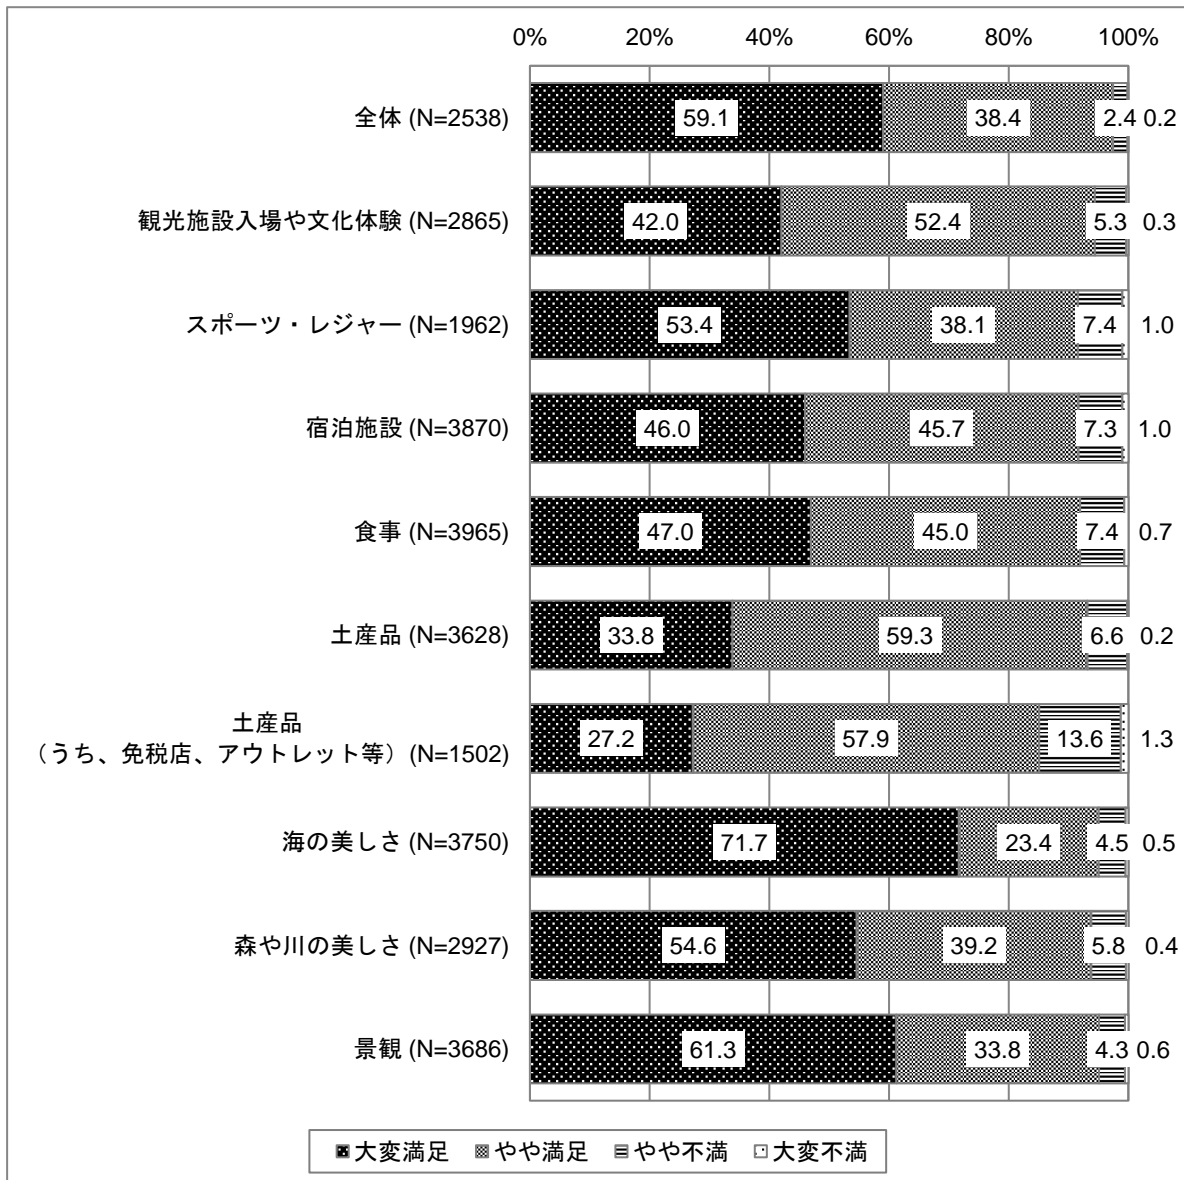 0% 20% 40% 60% 80% 100%
全体 (N=2538) 59.1 38.4 2.4 0.2
観光施設入場や文化体験 (N=2865) 42.0 52.4 5.3 0.3
スポーツ・レジャー (N=1962) 53.4 38.1 7.4 1.0
宿泊施設 (N=3870) 46.0 45.7 7.3 1.0
食事 (N=3965) 47.0 45.0 7.4 0.7
土産品 (N=3628) 33.8 59.3 6.6 0.2
土産品
（うち、免税店、アウトレット等）(N=1502) 27.2 57.9 13.6 1.3
海の美しさ (N=3750) 71.7 23.4 4.5 0.5
森や川の美しさ (N=2927) 54.6 39.2 5.8 0.4
景観 (N=3686) 61.3 33.8 4.3 0.6
大変満足 やや満足 やや不満 大変不満